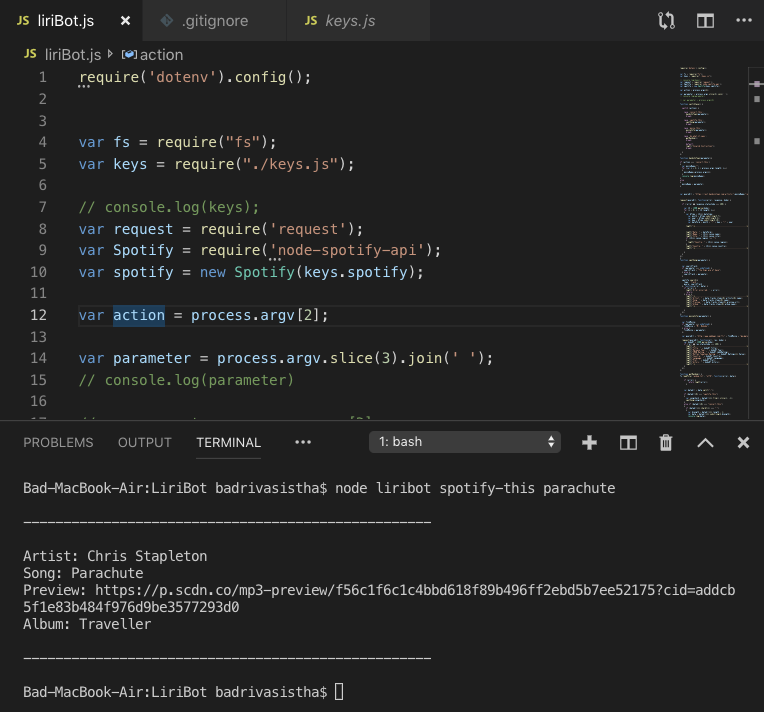 JS liriBot.js × .gitignore JS keys.js
JS liriBot.js action
1 require('dotenv').config();
2
3
4 var fs = require("fs");
5 var keys = require("./keys.js");
6
7 // console.log(keys);
8 var request = require('request');
9 var Spotify = require('node-spotify-api');
10 var spotify = new Spotify(keys.spotify);
11
12 var action = process.argv[2];
13
14 var parameter = process.argv.slice(3).join(' ');
15 // console.log(parameter)
16
PROBLEMS OUTPUT TERMINAL ••• 1: bash
Bad-MacBook-Air:LiriBot badrivasistha$ node liribot spotify-this parachute
---------------------------------------------------
Artist: Chris Stapleton
Song: Parachute
Preview: https://p.scdn.co/mp3-preview/f56c1f6c1c4bbd618f89b496ff2ebd5b7ee52175?cid=addcb
5f1e83b484f976d9be3577293d0
Album: Traveller
---------------------------------------------------
Bad-MacBook-Air:LiriBot badrivasistha$